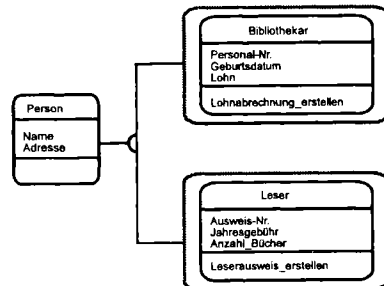 Bibliothekar
Personal-Nr.
Geburtsdatum
Lohn
Lohnabrechnung_erstellen
Person
Name
Adresse
Leser
Ausweis-Nr.
Jahresgebühr
Anzahl_Bücher
Leserausweis_erstellen